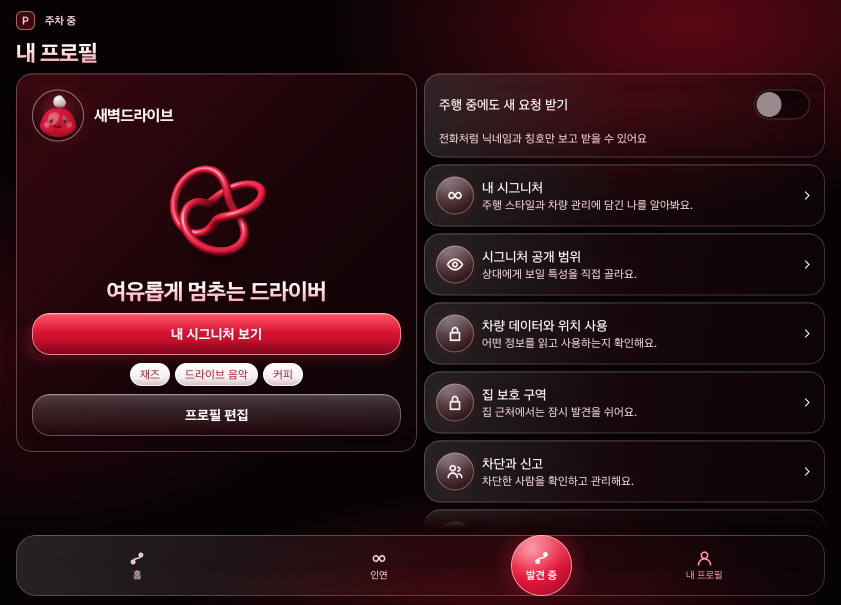 P 주차 중
내 프로필
새벽드라이브
여유롭게 멈추는 드라이버
내 시그니처 보기
재즈 드라이브 음악 커피
프로필 편집
주행 중에도 새 요청 받기
전화처럼 닉네임과 칭호만 보고 받을 수 있어요
내 시그니처
주행 스타일과 차량 관리에 담긴 나를 알아봐요.
시그니처 공개 범위
상대에게 보일 특성을 직접 골라요.
차량 데이터와 위치 사용
어떤 정보를 읽고 사용하는지 확인해요.
집 보호 구역
집 근처에서는 잠시 발견을 쉬어요.
차단과 신고
차단한 사람을 확인하고 관리해요.
홈 인연 발견 중 내 프로필